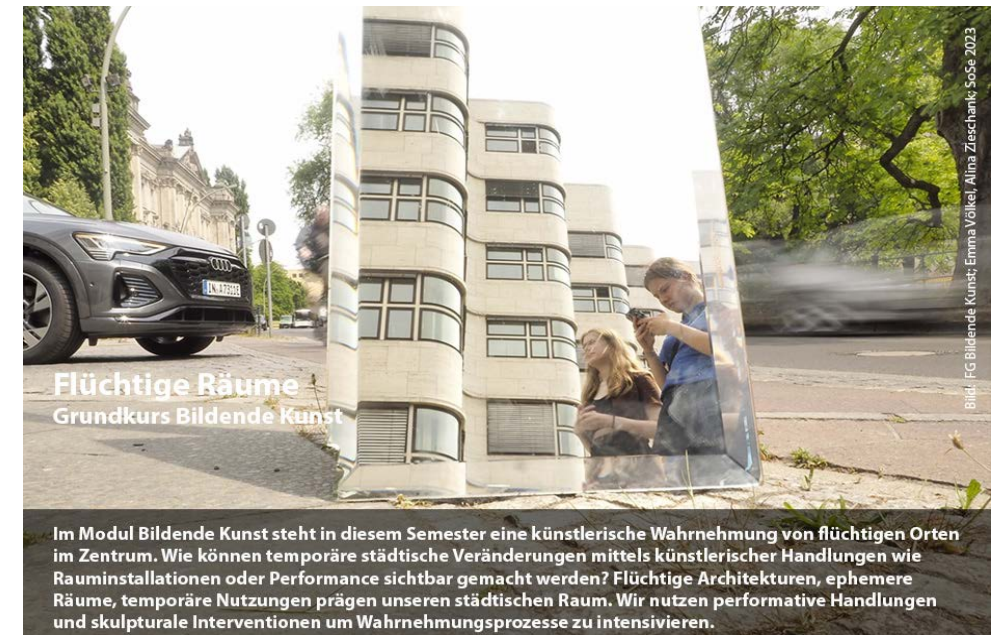 Flüchtige Räume
Grundkurs Bildende Kunst
Im Modul Bildende Kunst steht in diesem Semester eine künstlerische Wahrnehmung von flüchtigen Orten
im Zentrum. Wie können temporäre städtische Veränderungen mittels künstlerischer Handlungen wie
Rauminstallationen oder Performance sichtbar gemacht werden? Flüchtige Architekturen, ephemere
Räume, temporäre Nutzungen prägen unseren städtischen Raum. Wir nutzen performative Handlungen
und skulpturale Interventionen um Wahrnehmungsprozesse zu intensivieren.
Bild: FG Bildende Kunst; Emma Völkel, Alina Zieschank; SoSe 2023